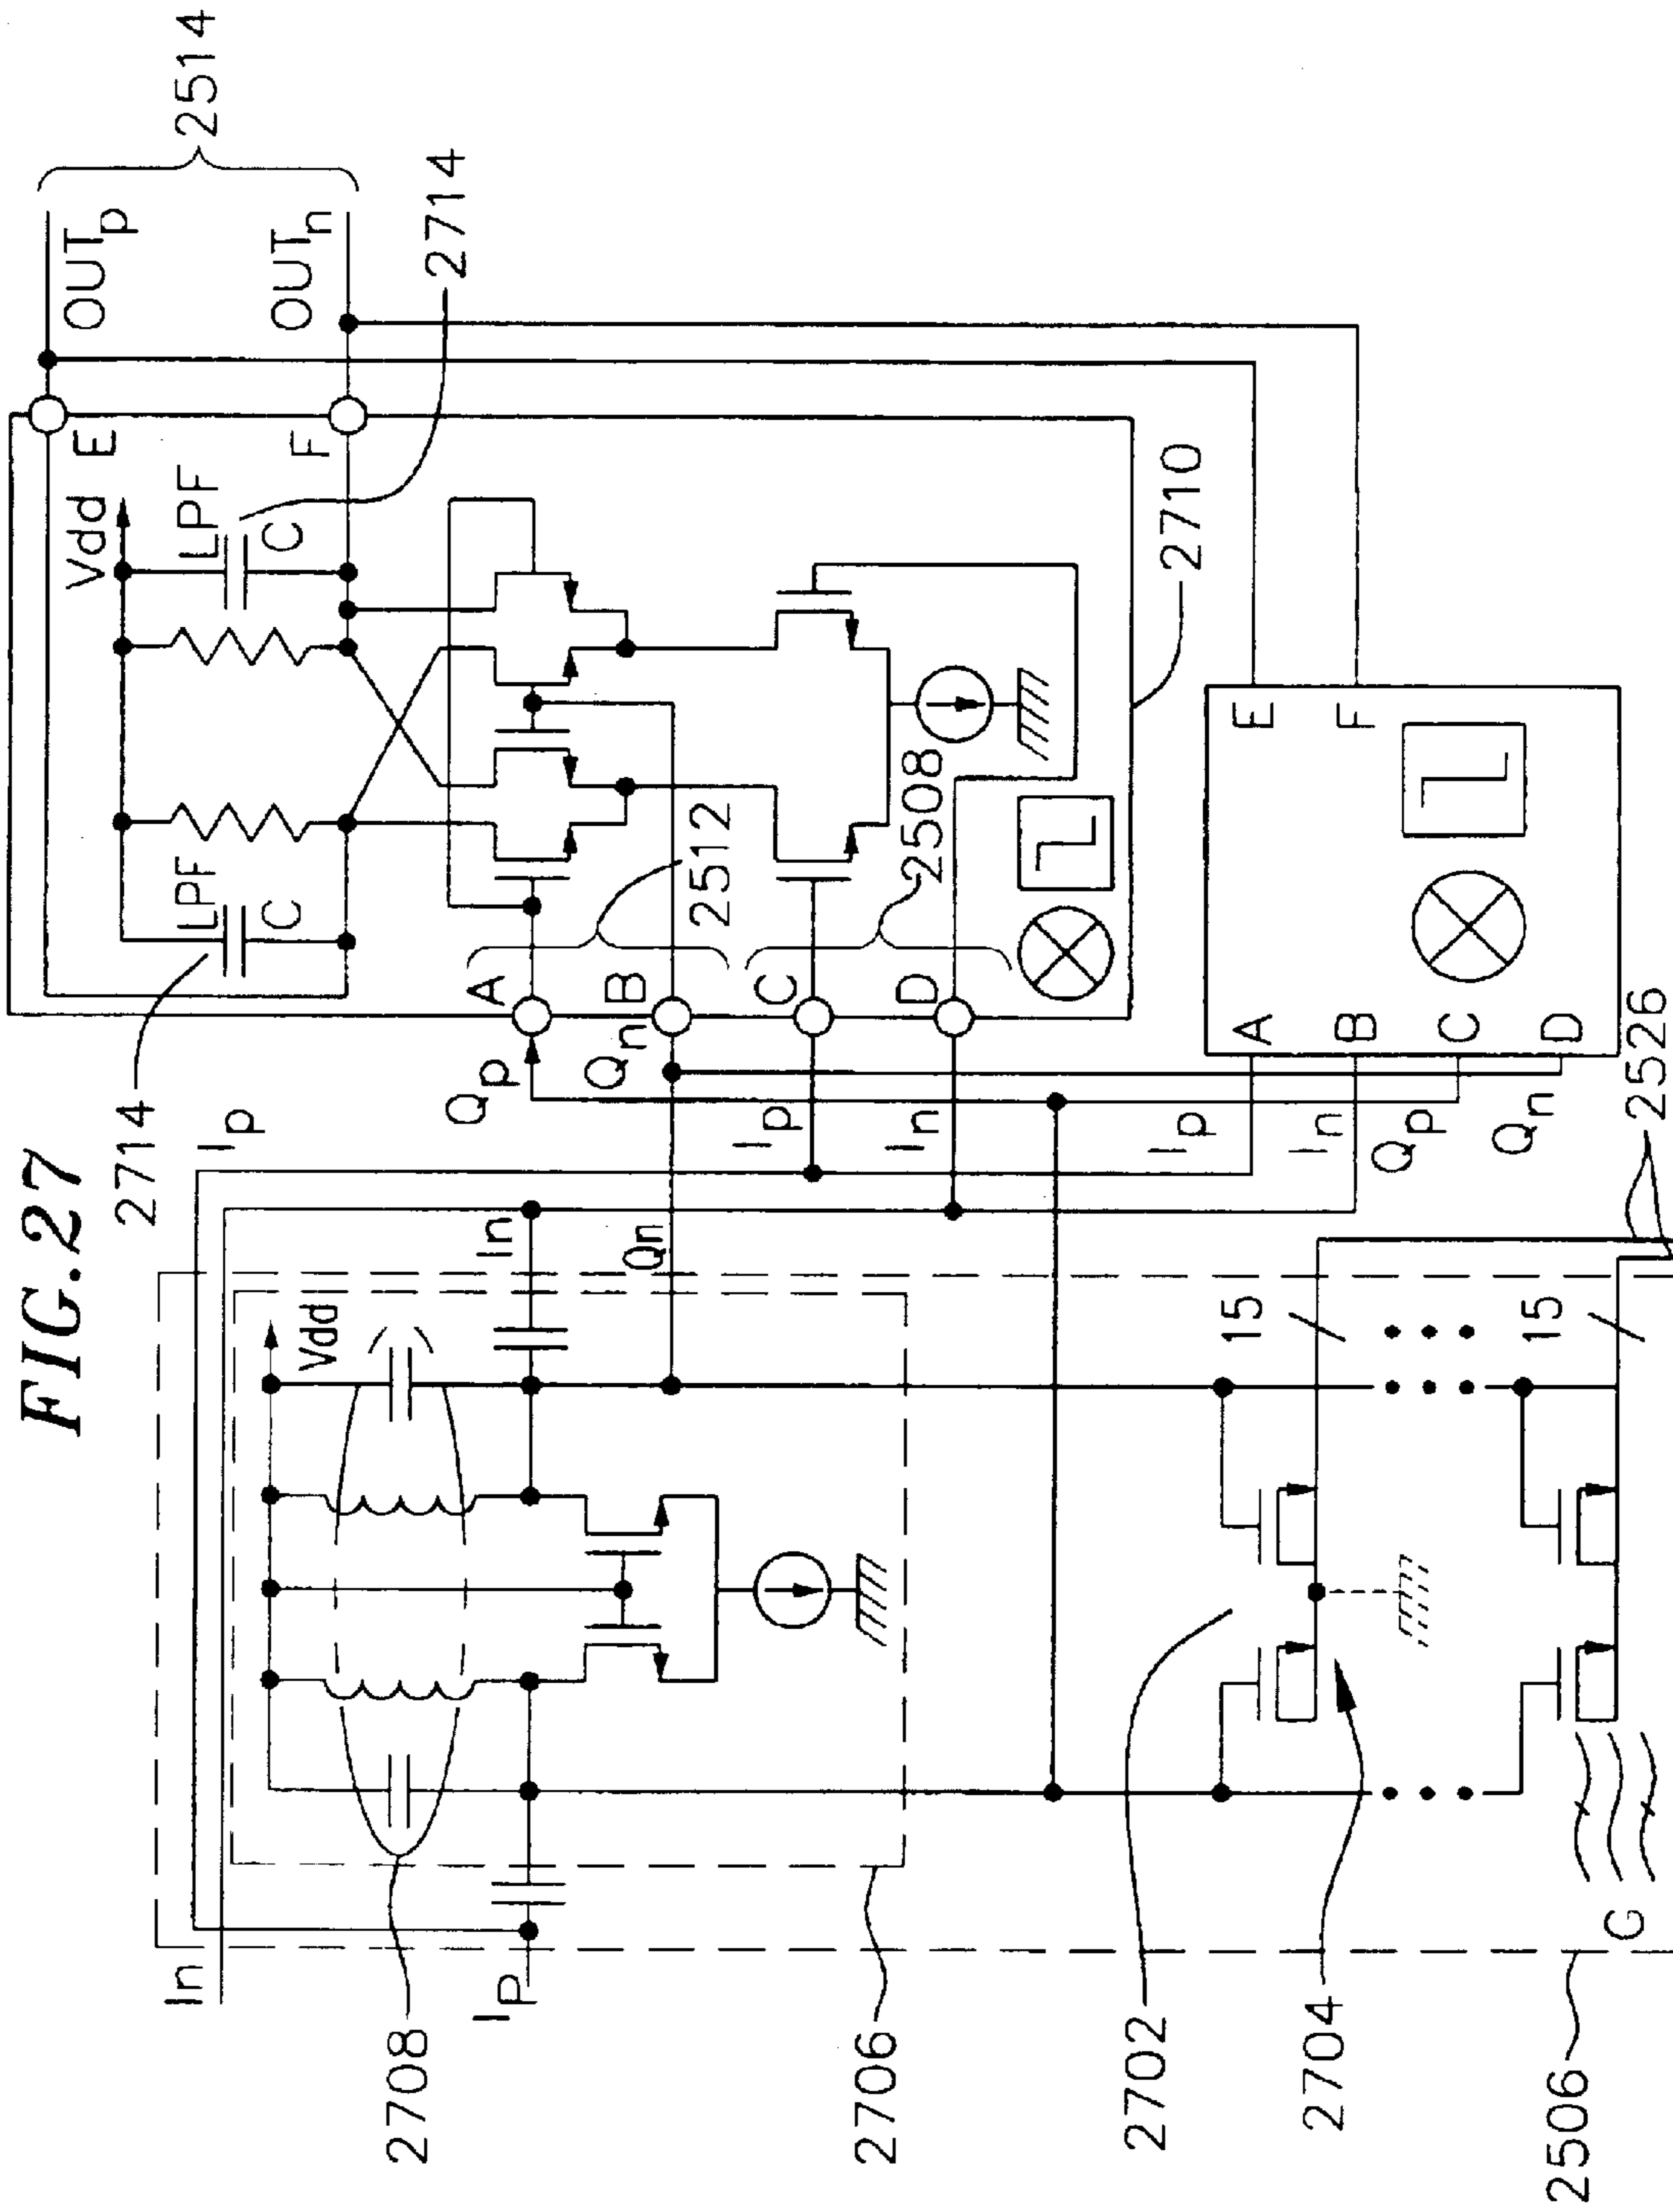 FIG.27
2514
OUTp
OUTn
2714
E
F
Vdd
LPF
C
LPF
C
2714
2710
2512
2508
A
B
C
D
Qp
Qn
Ip
In
Ip
In
Qn
Vdd
In
Ip
2708
2706
E
F
A
B
C
D
Ip
In
Qp
Qn
2526
15
15
2702
2704
G
2506